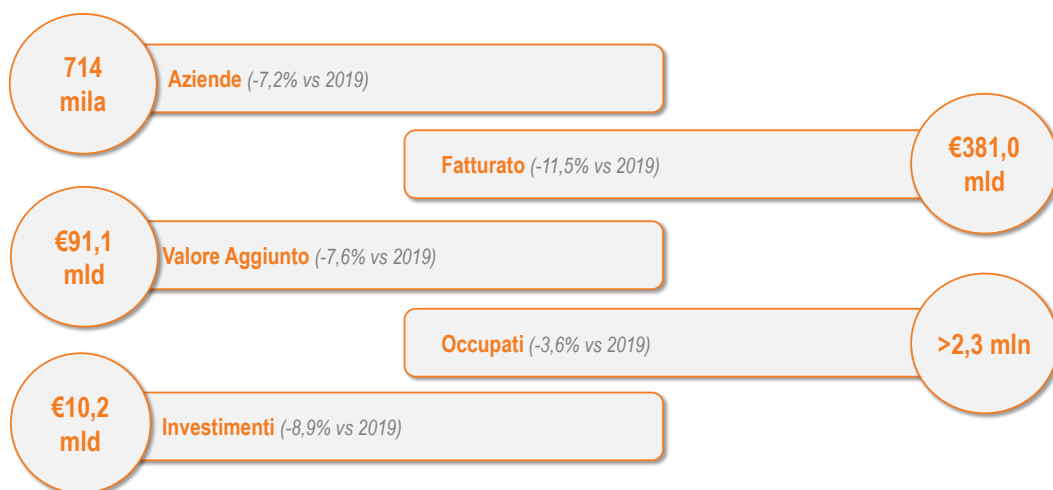 714
mila
Aziende (-7,2% vs 2019)
Fatturato (-11,5% vs 2019)
€381,0
mld
€91,1
mld
Valore Aggiunto (-7,6% vs 2019)
Occupati (-3,6% vs 2019)
>2,3 mln
€10,2
mld
Investimenti (-8,9% vs 2019)